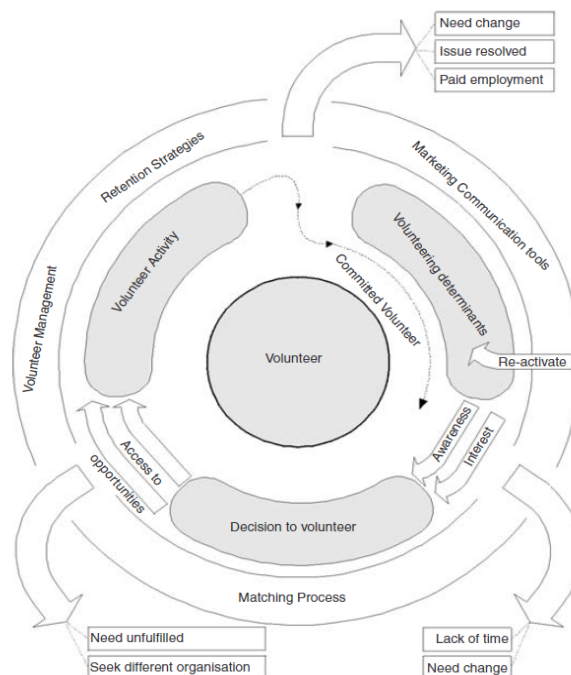 Need change
Issue resolved
Paid employment
Retention Strategies
Marketing Communication tools
Volunteer Activity
Volunteering determinants
Committed Volunteer
Volunteer Management
Volunteer
Re-activate
Awareness
Interest
Access to
opportunities
Decision to volunteer
Matching Process
Need unfulfilled
Seek different organisation
Lack of time
Need change